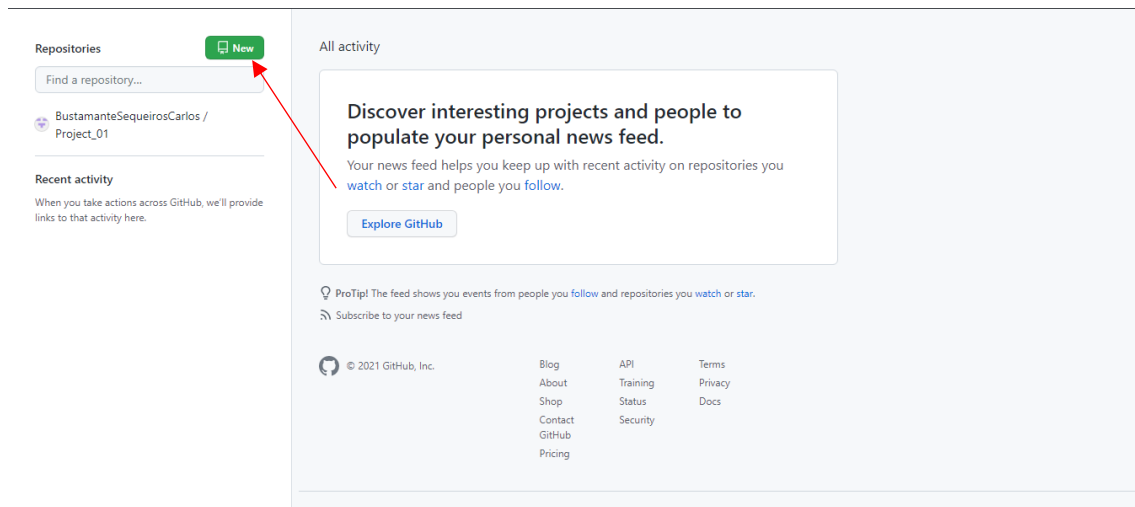 Repositories
New
Find a repository...
BustamanteSequeirosCarlos /
Project_01
Recent activity
When you take actions across GitHub, we'll provide
links to that activity here.
All activity
Discover interesting projects and people to
populate your personal news feed.
Your news feed helps you keep up with recent activity on repositories you
watch or star and people you follow.
Explore GitHub
ProTip! The feed shows you events from people you follow and repositories you watch or star.
Subscribe to your news feed
© 2021 GitHub, Inc.
Blog
About
Shop
Contact
GitHub
Pricing
API
Training
Status
Security
Terms
Privacy
Docs